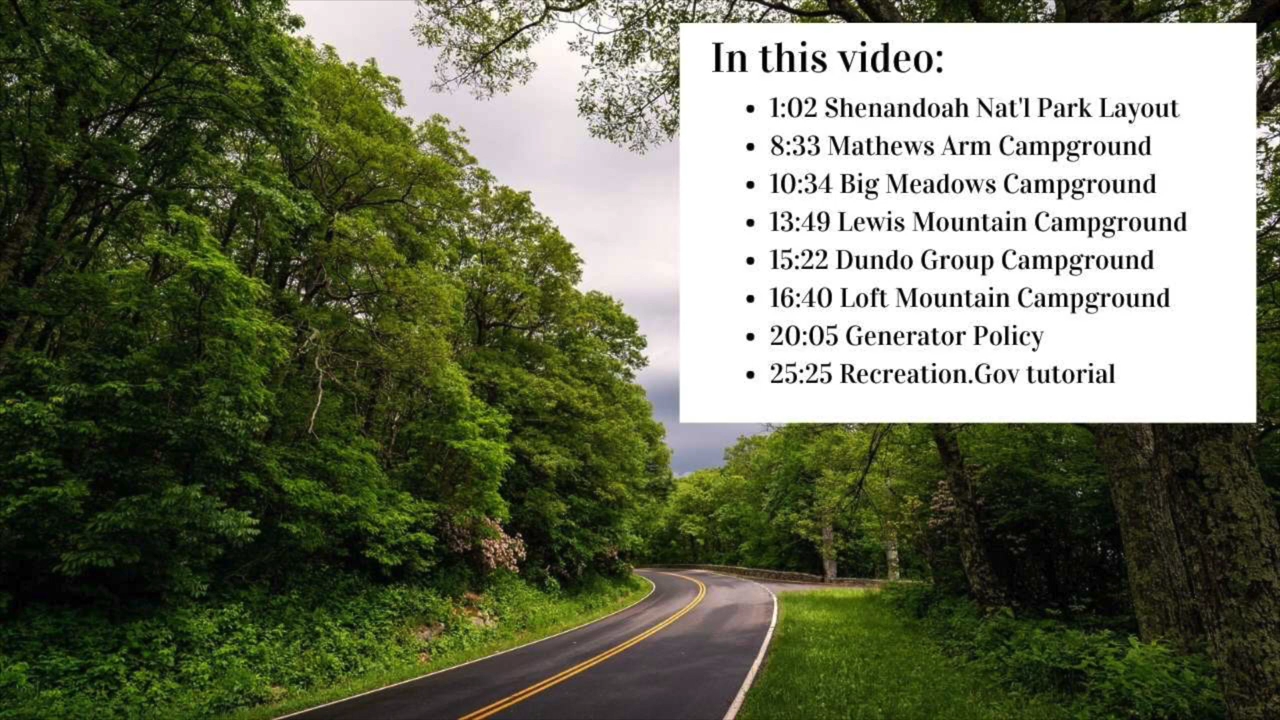 In this video:
• 1:02 Shenandoah Nat'l Park Layout
• 8:33 Mathews Arm Campground
• 10:34 Big Meadows Campground
• 13:49 Lewis Mountain Campground
• 15:22 Dundo Group Campground
• 16:40 Loft Mountain Campground
• 20:05 Generator Policy
• 25:25 Recreation.Gov tutorial